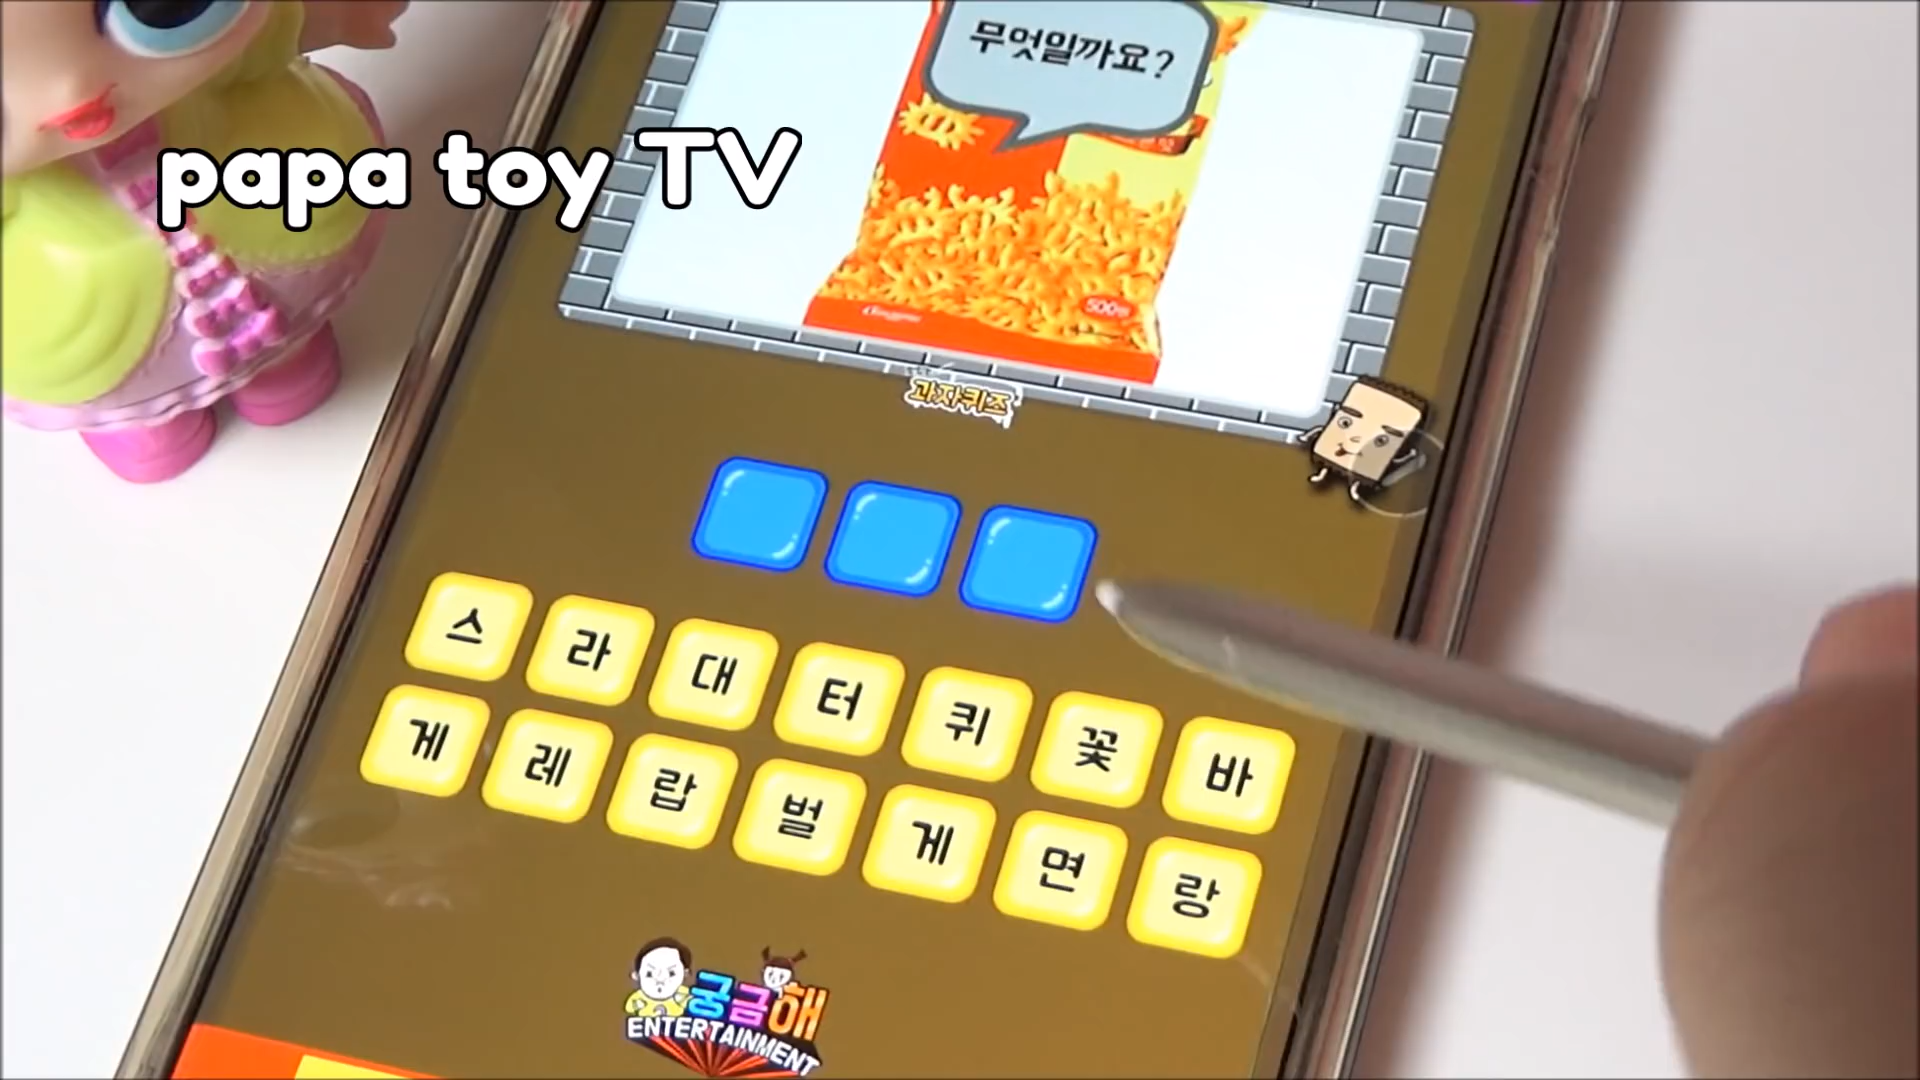 무엇일까요?
papa toy TV
500원
과자퀴즈
스 라 대 터 퀴 꽃 바
게 레 랍 벌 게 면 랑
궁금해
ENTERTAINMENT